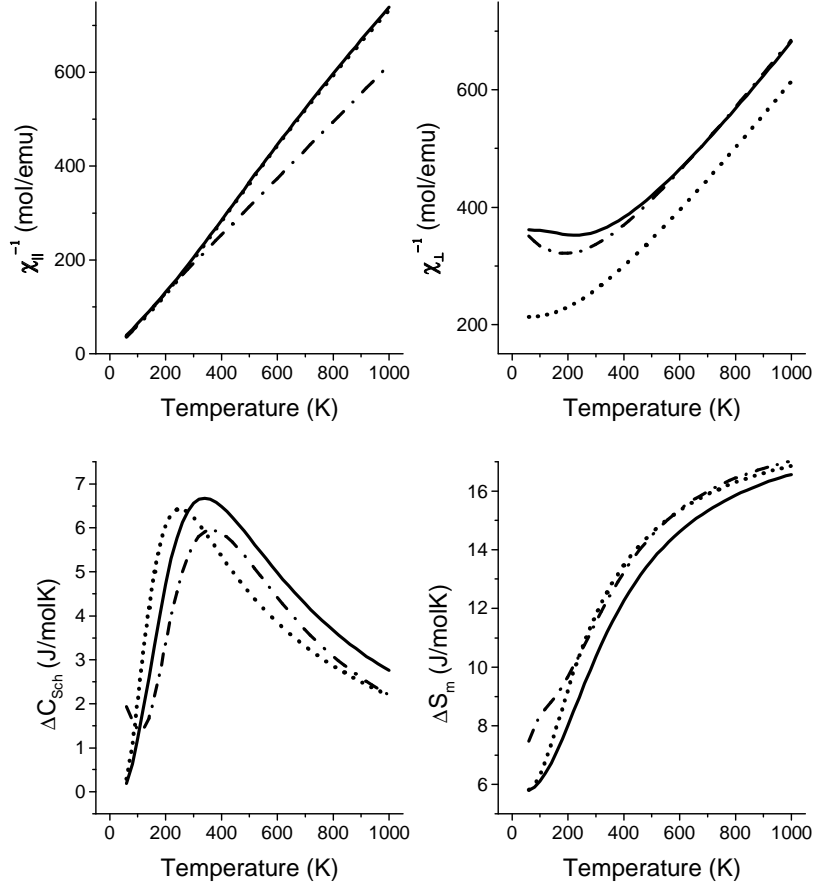 600
400
200
0
χ||⁻¹ (mol/emu)
0 200 400 600 800 1000
Temperature (K)
600
400
200
χ⊥⁻¹ (mol/emu)
0 200 400 600 800 1000
Temperature (K)
7
6
5
4
3
2
1
0
ΔC_Sch (J/molK)
0 200 400 600 800 1000
Temperature (K)
16
14
12
10
8
6
ΔS_m (J/molK)
0 200 400 600 800 1000
Temperature (K)